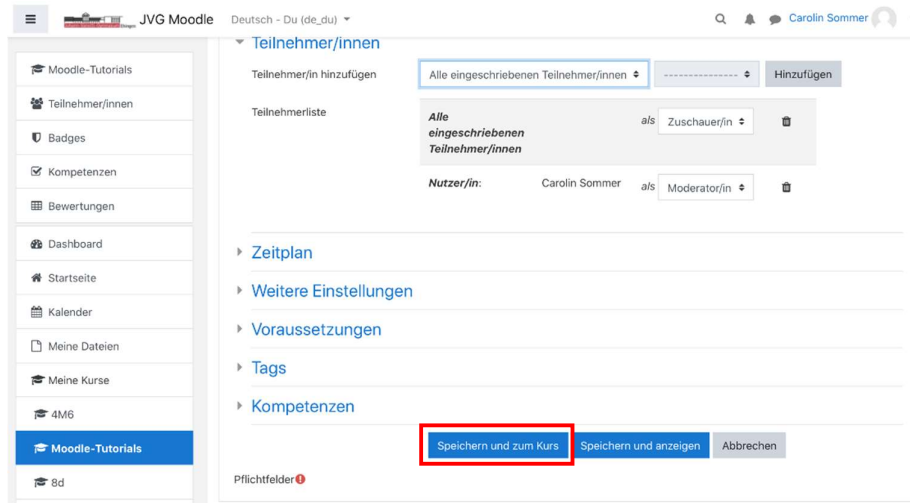 JVG Moodle Deutsch - Du (de_du) Carolin Sommer
Moodle-Tutorials
Teilnehmer/innen
Badges
Kompetenzen
Bewertungen
Dashboard
Startseite
Kalender
Meine Dateien
Meine Kurse
4M6
Moodle-Tutorials
8d
Teilnehmer/innen
Teilnehmer/in hinzufügen Alle eingeschriebenen Teilnehmer/innen --------------- Hinzufügen
Teilnehmerliste
Alle
eingeschriebenen
Teilnehmer/innen
als Zuschauer/in
Nutzer/in: Carolin Sommer als Moderator/in
Zeitplan
Weitere Einstellungen
Voraussetzungen
Tags
Kompetenzen
Speichern und zum Kurs Speichern und anzeigen Abbrechen
Pflichtfelder